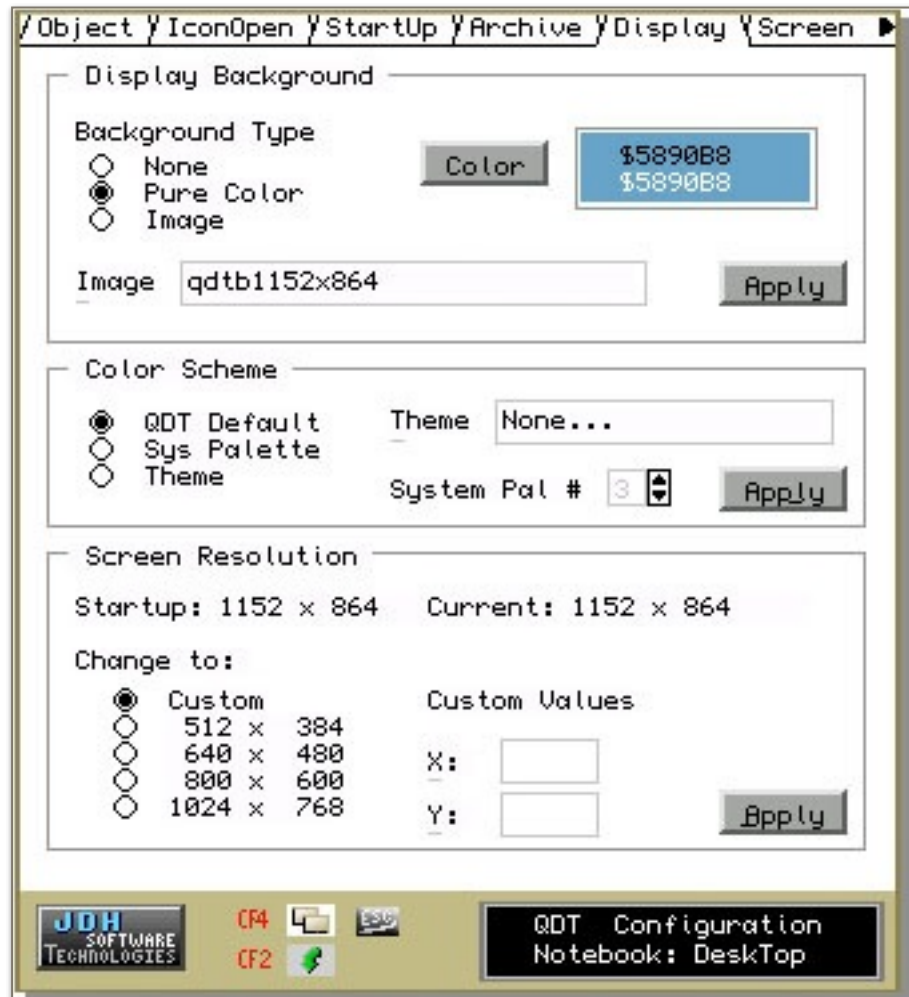 Object IconOpen StartUp Archive Display Screen
Display Background
Background Type
None
Pure Color
Image
Color
$5890B8
$5890B8
Image qdtb1152x864
Apply
Color Scheme
QDT Default
Sys Palette
Theme
Theme None...
System Pal # 3
Apply
Screen Resolution
Startup: 1152 x 864 Current: 1152 x 864
Change to:
Custom
512 x 384
640 x 480
800 x 600
1024 x 768
Custom Values
X:
Y:
Apply
JDH
SOFTWARE
TECHNOLOGIES
CF4
ESC
CF2
QDT Configuration
Notebook: DeskTop